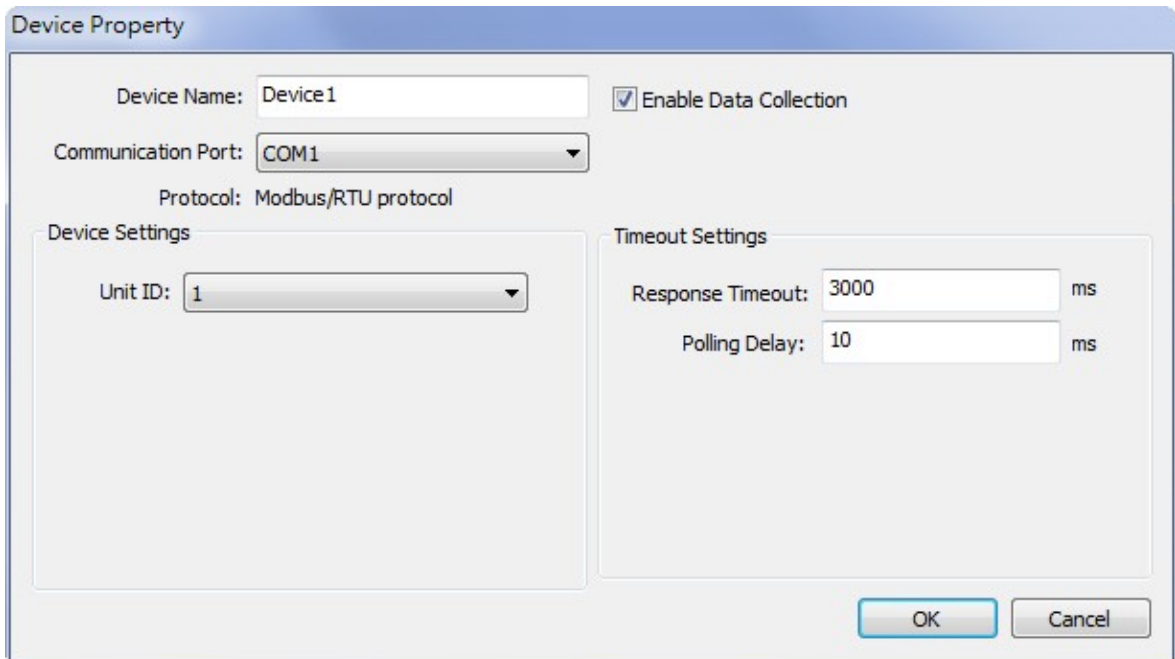 Device Property
Device Name: Device1
Enable Data Collection
Communication Port: COM1
Protocol: Modbus/RTU protocol
Device Settings
Unit ID: 1
Timeout Settings
Response Timeout: 3000 ms
Polling Delay: 10 ms
OK Cancel